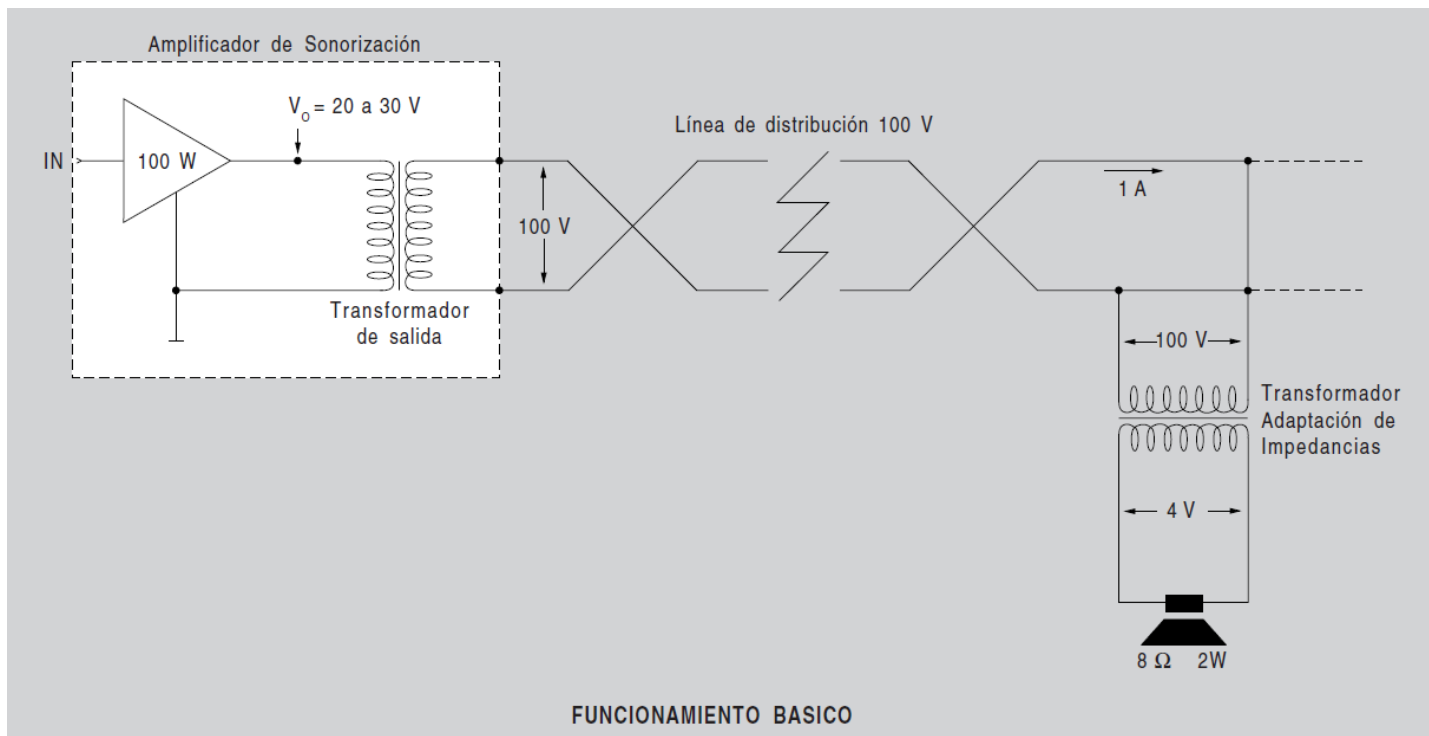 Amplificador de Sonorización
V₀ = 20 a 30 V
IN
100 W
Línea de distribución 100 V
100 V
1 A
Transformador
de salida
100 V
Transformador
Adaptación de
Impedancias
4 V
8 Ω 2W
FUNCIONAMIENTO BASICO